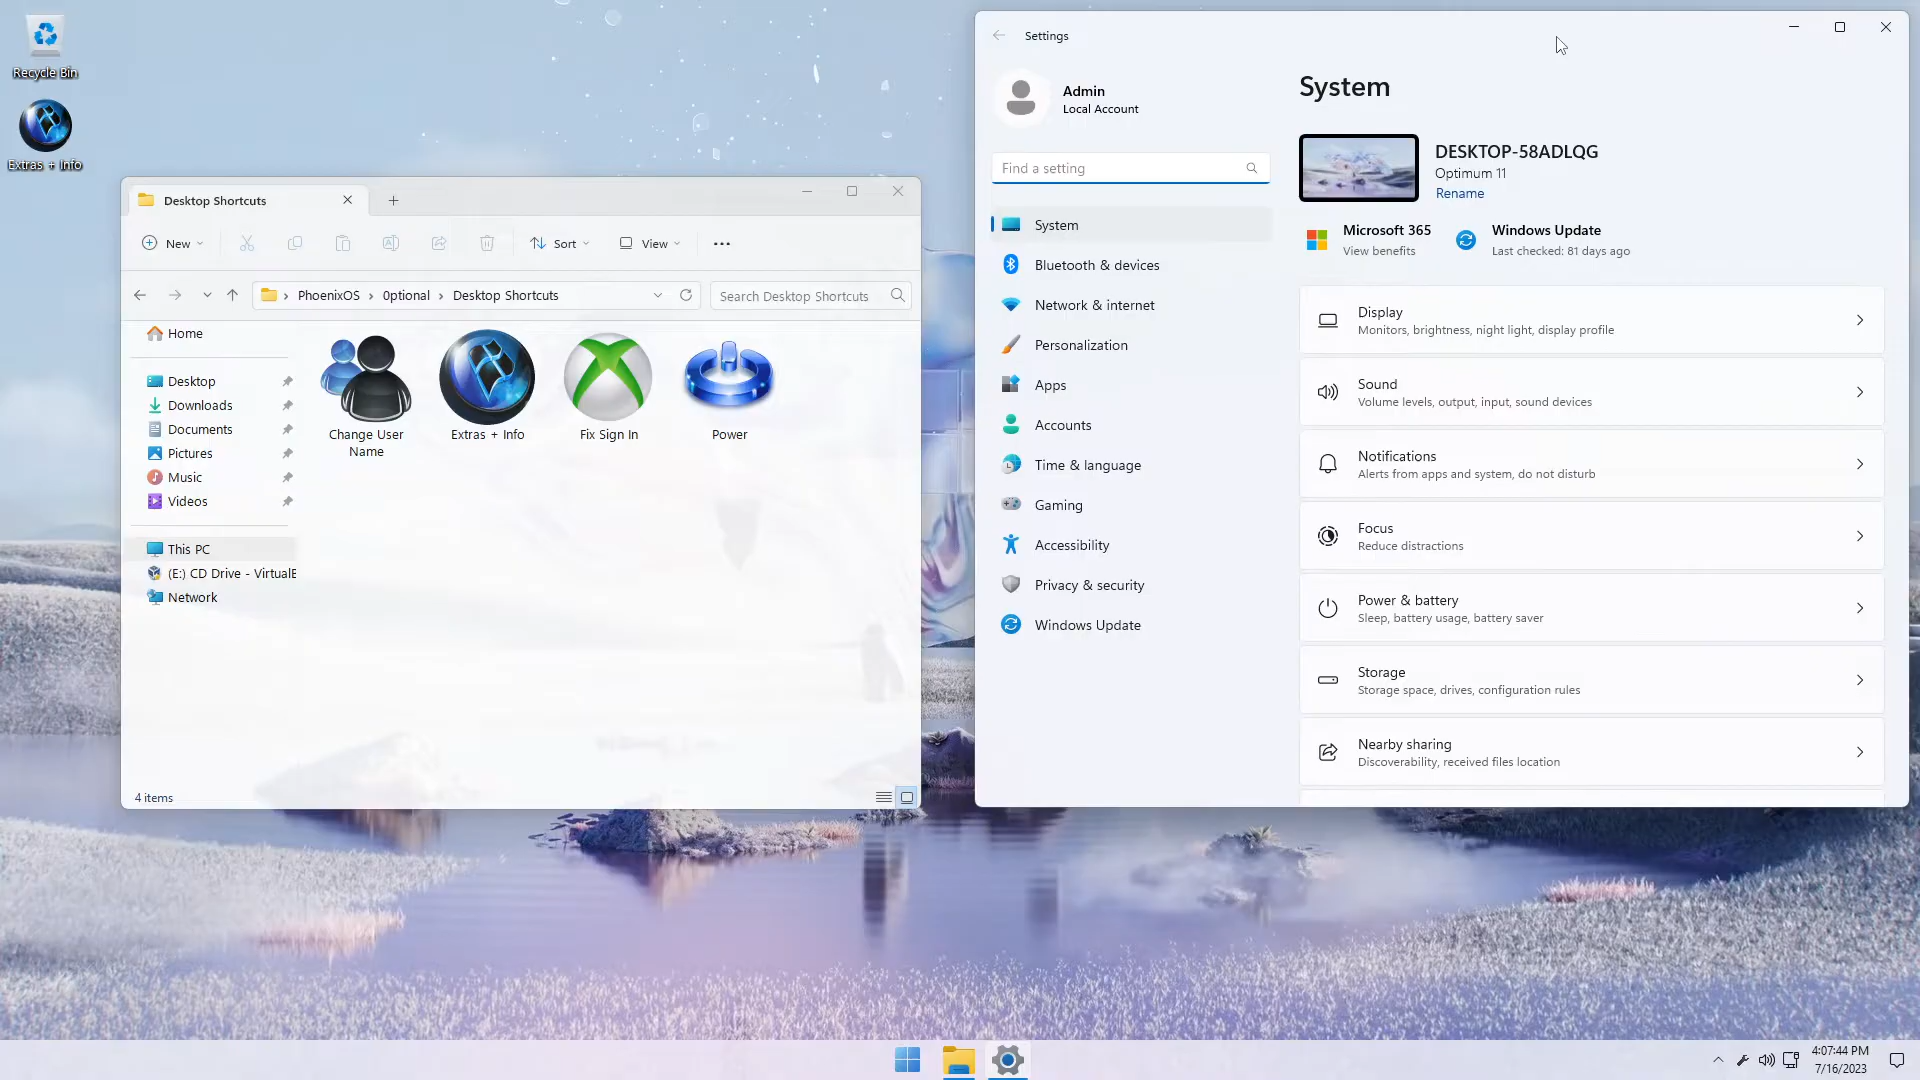 Recycle Bin
Extras + Info
Desktop Shortcuts
New
Sort
View
PhoenixOS
Optional
Desktop Shortcuts
Search Desktop Shortcuts
Home
Desktop
Downloads
Documents
Pictures
Music
Videos
This PC
(E:) CD Drive - VirtualB
Network
Change User
Name
Extras + Info
Fix Sign In
Power
4 items
Settings
Admin
Local Account
Find a setting
System
Bluetooth & devices
Network & internet
Personalization
Apps
Accounts
Time & language
Gaming
Accessibility
Privacy & security
Windows Update
System
DESKTOP-58ADLQG
Optimum 11
Rename
Microsoft 365
View benefits
Windows Update
Last checked: 81 days ago
Display
Monitors, brightness, night light, display profile
Sound
Volume levels, output, input, sound devices
Notifications
Alerts from apps and system, do not disturb
Focus
Reduce distractions
Power & battery
Sleep, battery usage, battery saver
Storage
Storage space, drives, configuration rules
Nearby sharing
Discoverability, received files location
4:07:44 PM
7/16/2023